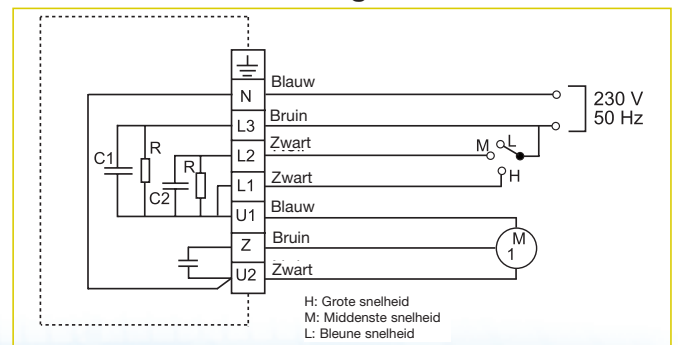 N Blauw
230 V
50 Hz
L3 Bruin
C1 R
L2 Zwart M L
R
C2
L1 Zwart H
U1 Blauw
Z Bruin M
1
U2 Zwart
H: Grote snelheid
M: Middenste snelheid
L: Bleune snelheid